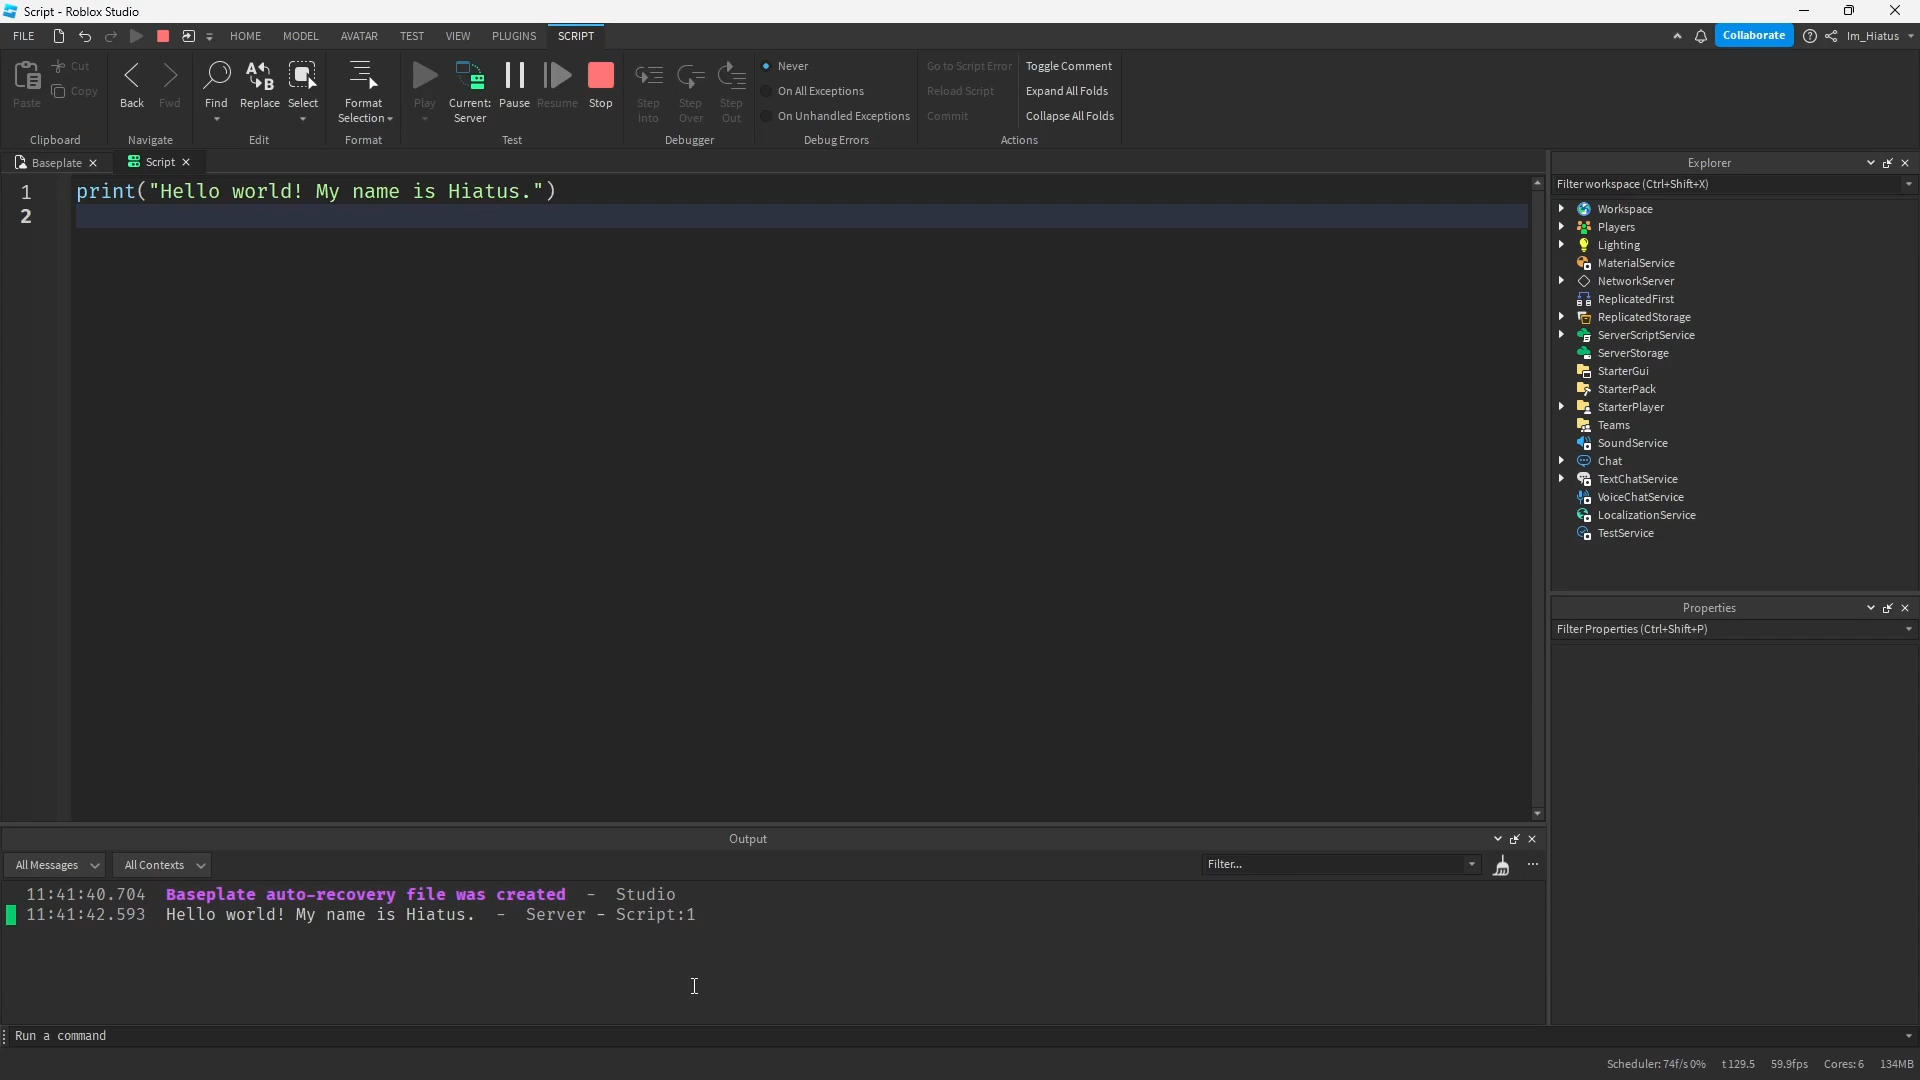 Script - Roblox Studio
FILE HOME MODEL AVATAR TEST VIEW PLUGINS SCRIPT Collaborate Im_Hiatus
Paste Cut Copy
Clipboard
Back Fwd
Navigate
Find Replace Select
Edit
Format Selection
Format
Play Current: Server Pause Resume Stop
Test
Step Into Step Over Step Out
Debugger
Never
On All Exceptions
On Unhandled Exceptions
Debug Errors
Go to Script Error Toggle Comment
Reload Script Expand All Folds
Commit Collapse All Folds
Actions
Baseplate Script
1 print("Hello world! My name is Hiatus.")
2
Explorer
Filter workspace (Ctrl+Shift+X)
Workspace
Players
Lighting
MaterialService
NetworkServer
ReplicatedFirst
ReplicatedStorage
ServerScriptService
ServerStorage
StarterGui
StarterPack
StarterPlayer
Teams
SoundService
Chat
TextChatService
VoiceChatService
LocalizationService
TestService
Properties
Filter Properties (Ctrl+Shift+P)
Output
All Messages All Contexts Filter...
11:41:40.704 Baseplate auto-recovery file was created - Studio
11:41:42.593 Hello world! My name is Hiatus. - Server - Script:1
Run a command
Scheduler: 74f/s 0% t 129.5 59.9fps Cores: 6 134MB